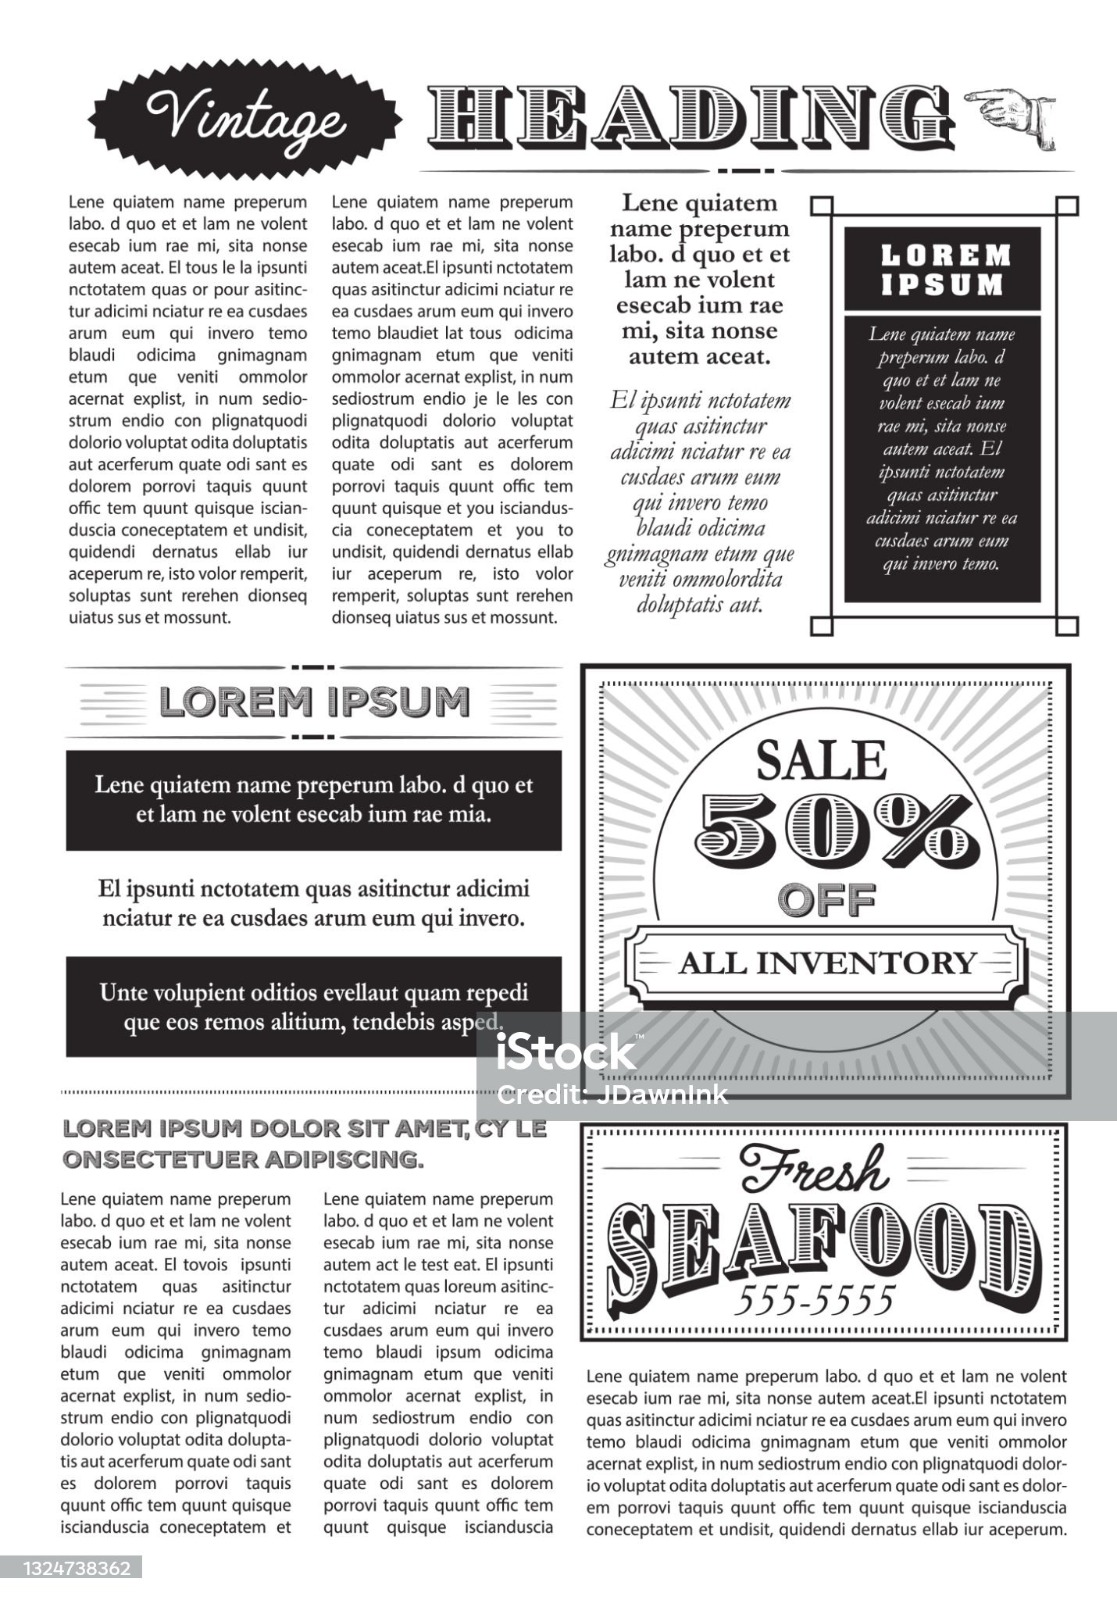 Vintage HEADING
Lene quiatem name preperum
labo. d quo et et lam ne volent
esecab ium rae mi, sita nonse
autem aceat. El tous le la ipsunti
nctotatem quas or pour asitinc-
tur adicimi nciatur re ea cusdaes
arum eum qui invero temo
blaudi odicima gnimagnam
etum que veniti ommolor
acernat explist, in num sedio-
strum endio con plignatquodi
dolorio voluptat odita doluptatis
aut acerferum quate odi sant es
dolorem porrovi taquis quunt
offic tem quunt quisque iscian-
duscia coneceptatem et undisit,
quidendi dernatus ellab iur
aceperum re, isto volor remperit,
soluptas sunt rerehen dionseq
uiatus sus et mossunt.
Lene quiatem name preperum
labo. d quo et et lam ne volent
esecab ium rae mi, sita nonse
autem aceat.El ipsunti nctotatem
quas asitinctur adicimi nciatur re
ea cusdaes arum eum qui invero
temo blaudiet lat tous odicima
gnimagnam etum que veniti
ommolor acernat explist, in num
sediostrum endio je le les con
plignatquodi dolorio voluptat
odita doluptatis aut acerferum
quate odi sant es dolorem
porrovi taquis quunt offic tem
quunt quisque et you isciandus-
cia coneceptatem et you to
undisit, quidendi dernatus ellab
iur aceperum re, isto volor
remperit, soluptas sunt rerehen
dionseq uiatus sus et mossunt.
Lene quiatem
name preperum
labo. d quo et et
lam ne volent
esecab ium rae
mi, sita nonse
autem aceat.
El ipsunti nctotatem
quas asitinctur
adicimi nciatur re ea
cusdaes arum eum
qui invero temo
blaudi odicima
gnimagnam etum que
veniti ommolordita
doluptatis aut.
LOREM
IPSUM
Lene quiatem name
preperum labo. d
quo et et lam ne
volent esecab ium
rae mi, sita nonse
autem aceat. El
ipsunti nctotatem
quas asitinctur
adicimi nciatur re ea
cusdaes arum eum
qui invero temo.
LOREM IPSUM
Lene quiatem name preperum labo. d quo et
et lam ne volent esecab ium rae mia.
El ipsunti nctotatem quas asitinctur adicimi
nciatur re ea cusdaes arum eum qui invero.
Unte volupient oditios evellaut quam repedi
que eos remos alitium, tendebis asped.
SALE
50%
OFF
ALL INVENTORY
iStock™
Credit: JDawnInk
LOREM IPSUM DOLOR SIT AMET, CY LE
ONSECTETUER ADIPISCING.
Lene quiatem name preperum
labo. d quo et et lam ne volent
esecab ium rae mi, sita nonse
autem aceat. El tovois ipsunti
nctotatem quas asitinctur
adicimi nciatur re ea cusdaes
arum eum qui invero temo
blaudi odicima gnimagnam
etum que veniti ommolor
acernat explist, in num sedio-
strum endio con plignatquodi
dolorio voluptat odita dolupta-
tis aut acerferum quate odi sant
es dolorem porrovi taquis
quunt offic tem quunt quisque
iscianduscia coneceptatem et
Lene quiatem name preperum
labo. d quo et et lam ne volent
esecab ium rae mi, sita nonse
autem act le test eat. El ipsunti
nctotatem quas loreum asitinc-
tur adicimi nciatur re ea
cusdaes arum eum qui invero
temo blaudi ipsum odicima
gnimagnam etum que veniti
ommolor acernat explist, in
num sediostrum endio con
plignatquodi dolorio voluptat
odita doluptatis aut acerferum
quate odi sant es dolorem
porrovi taquis quunt offic tem
quunt quisque iscianduscia
Fresh
SEAFOOD
555-5555
Lene quiatem name preperum labo. d quo et et lam ne volent
esecab ium rae mi, sita nonse autem aceat.El ipsunti nctotatem
quas asitinctur adicimi nciatur re ea cusdaes arum eum qui invero
temo blaudi odicima gnimagnam etum que veniti ommolor
acernat explist, in num sediostrum endio con plignatquodi dolor-
io voluptat odita doluptatis aut acerferum quate odi sant es dolor-
em porrovi taquis quunt offic tem quunt quisque iscianduscia
coneceptatem et undisit, quidendi dernatus ellab iur aceperum.
1324738362